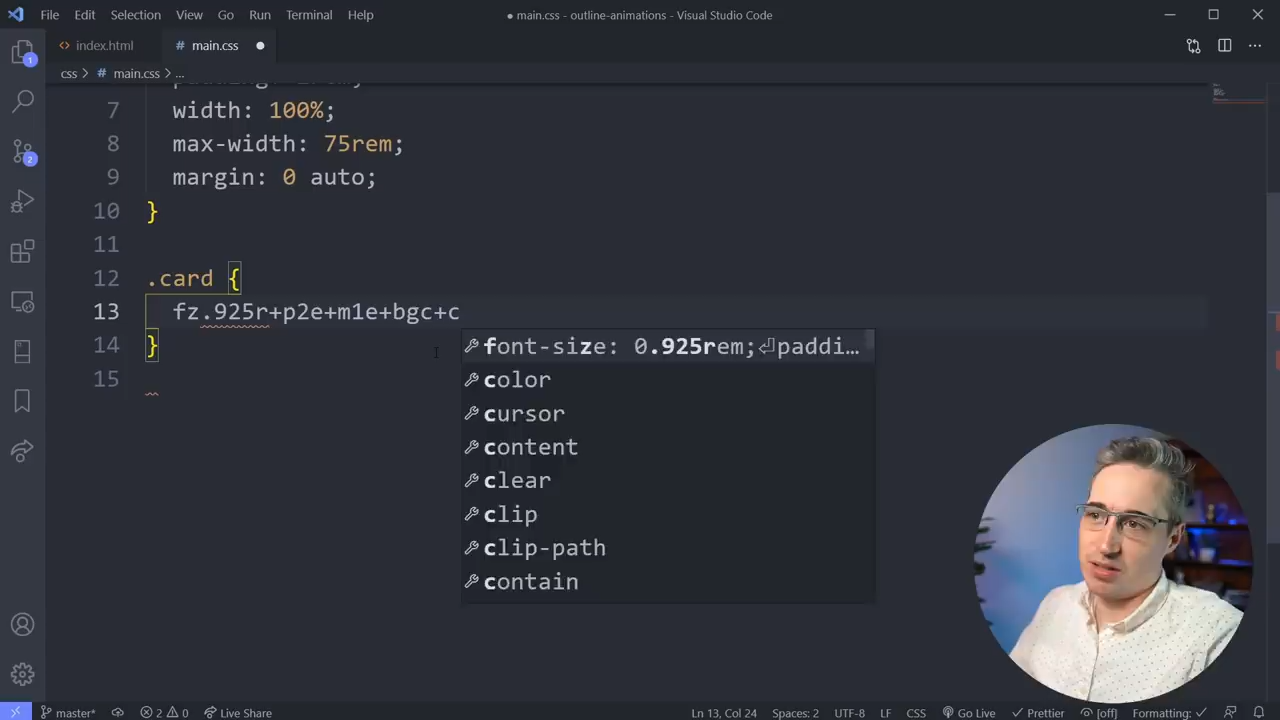 File Edit Selection View Go Run Terminal Help
● main.css - outline-animations - Visual Studio Code
index.html
# main.css ●
css > # main.css > ...
7 width: 100%;
8 max-width: 75rem;
9 margin: 0 auto;
10 }
11
12 .card {
13 fz.925r+p2e+m1e+bgc+c
14 }
15
font-size: 0.925rem;⏎paddi…
color
cursor
content
clear
clip
clip-path
contain
1
2
master* 2 0 Live Share
Ln 13, Col 24 Spaces: 2 UTF-8 LF CSS Go Live Prettier [off] Formatting: ✓